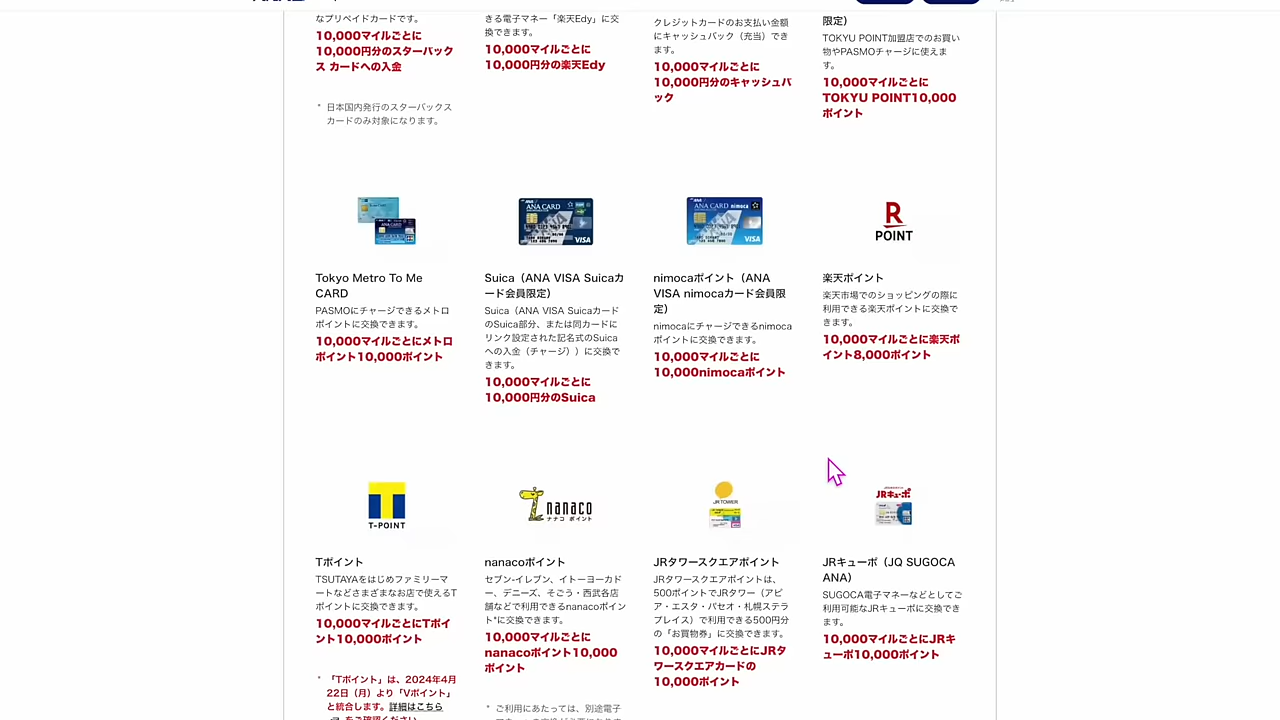 なプリペイドカードです。
10,000マイルごとに
10,000円分のスターバック
ス カードへの入金
* 日本国内発行のスターバックス
カードのみ対象になります。
きる電子マネー「楽天Edy」に交
換できます。
10,000マイルごとに
10,000円分の楽天Edy
クレジットカードのお支払い金額
にキャッシュバック（充当）でき
ます。
10,000マイルごとに
10,000円分のキャッシュバ
ック
限定）
TOKYU POINT加盟店でのお買い
物やPASMOチャージに使えま
す。
10,000マイルごとに
TOKYU POINT10,000
ポイント
ANA CARD
ANA CARD
VISA
ANA CARD nimoca
VISA
R
POINT
Tokyo Metro To Me
CARD
PASMOにチャージできるメトロ
ポイントに交換できます。
10,000マイルごとにメトロ
ポイント10,000ポイント
Suica（ANA VISA Suicaカ
ード会員限定）
Suica（ANA VISA Suicaカード
のSuica部分、または同カードに
リンク設定された記名式のSuica
への入金（チャージ））に交換で
きます。
10,000マイルごとに
10,000円分のSuica
nimocaポイント（ANA
VISA nimocaカード会員限
定）
nimocaにチャージできるnimoca
ポイントに交換できます。
10,000マイルごとに
10,000nimocaポイント
楽天ポイント
楽天市場でのショッピングの際に
利用できる楽天ポイントに交換で
きます。
10,000マイルごとに楽天ポ
イント8,000ポイント
T-POINT
nanaco
ナナコ ポイント
JR TOWER
JRキューポ
Tポイント
TSUTAYAをはじめファミリーマ
ートなどさまざまなお店で使えるT
ポイントに交換できます。
10,000マイルごとにTポイ
ント10,000ポイント
* 「Tポイント」は、2024年4月
22日（月）より「Vポイント」
と統合します。詳細はこちら
をご確認ください
nanacoポイント
セブン-イレブン、イトーヨーカド
ー、デニーズ、そごう・西武各店
舗などで利用できるnanacoポイン
ト*に交換できます。
10,000マイルごとに
nanacoポイント10,000
ポイント
* ご利用にあたっては、別途電子
JRタワースクエアポイント
JRタワースクエアポイントは、
500ポイントでJRタワー（アピ
ア・エスタ・パセオ・札幌ステラ
プレイス）で利用できる500円分
の「お買物券」に交換できます。
10,000マイルごとにJRタ
ワースクエアカードの
10,000ポイント
JRキューポ（JQ SUGOCA
ANA）
SUGOCA電子マネーなどとしてご
利用可能なJRキューポに交換でき
ます。
10,000マイルごとにJRキ
ューポ10,000ポイント